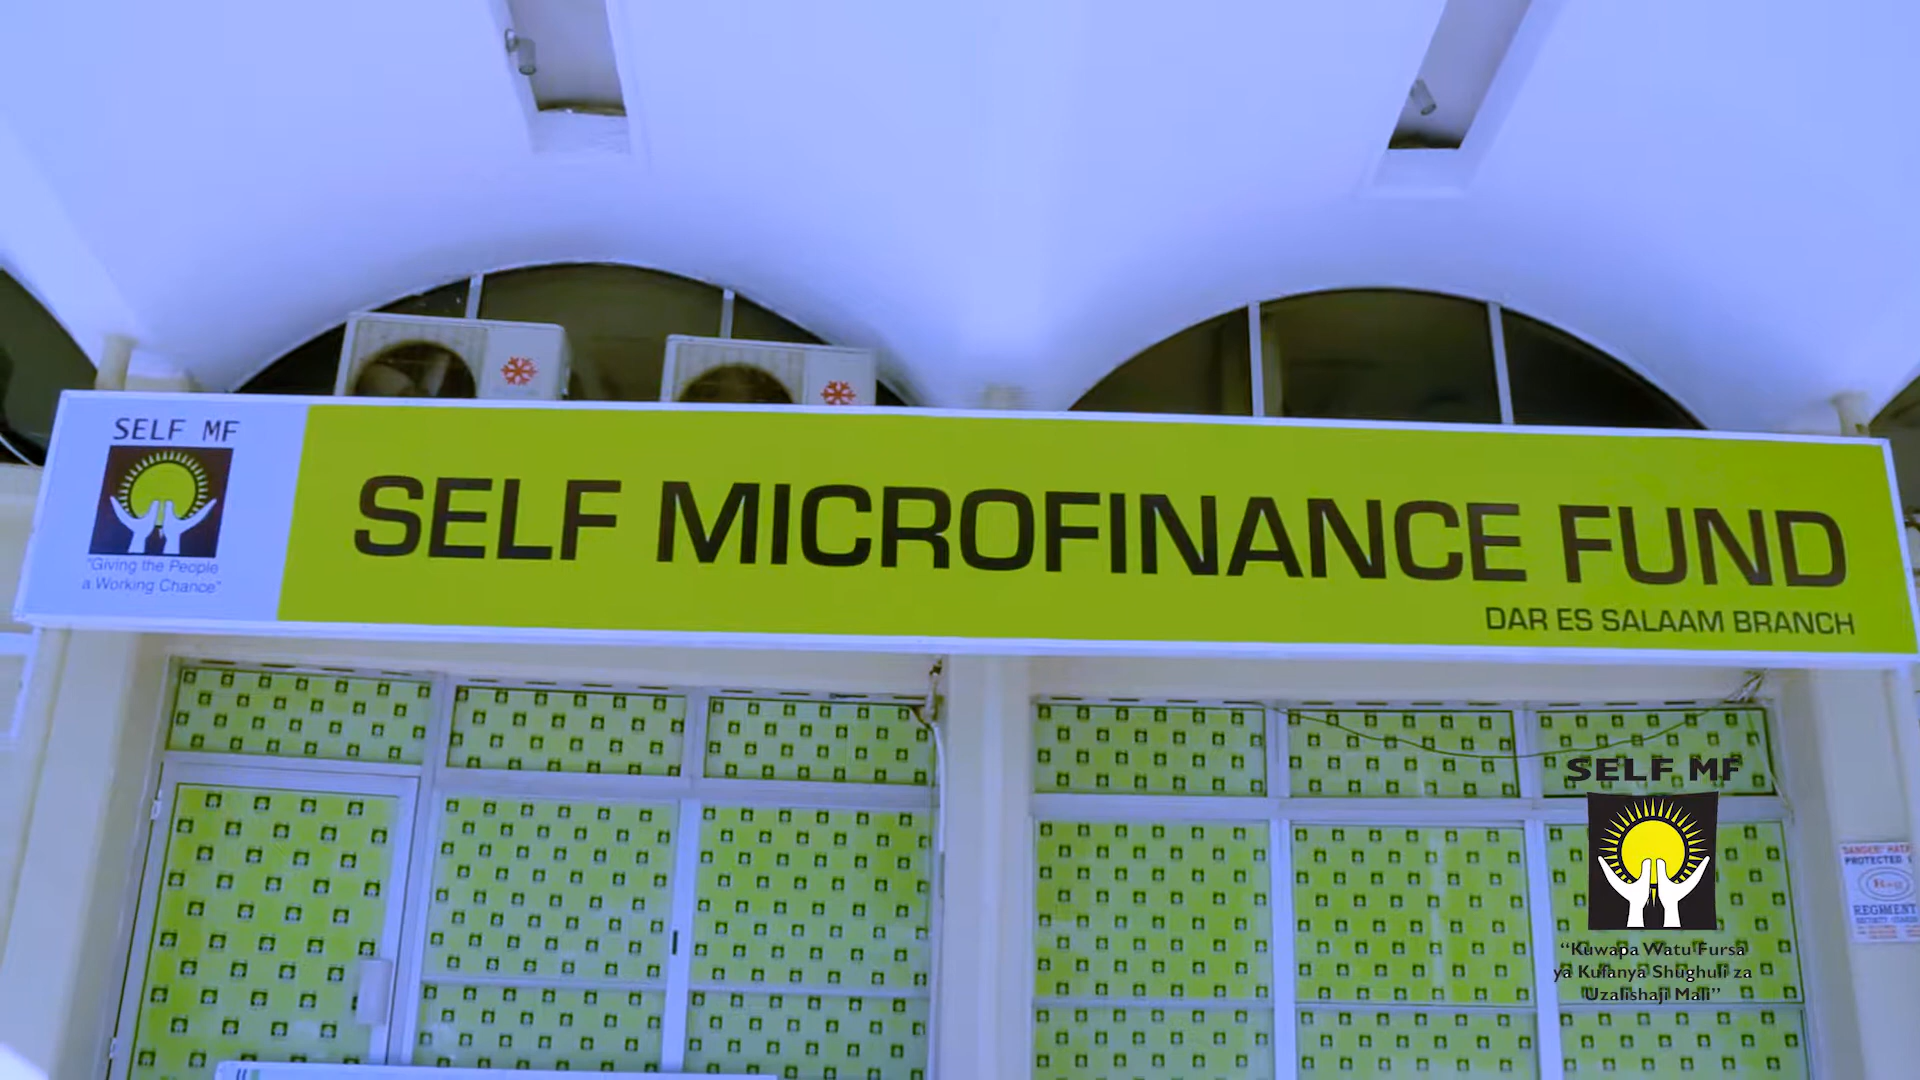 SELF MF
"Giving the People
a Working Chance"
SELF MICROFINANCE FUND
DAR ES SALAAM BRANCH
SELF MF
“Kuwapa Watu Fursa
ya Kufanya Shughuli za
Uzalishaji Mali”
PROTECTED
REGIMENT